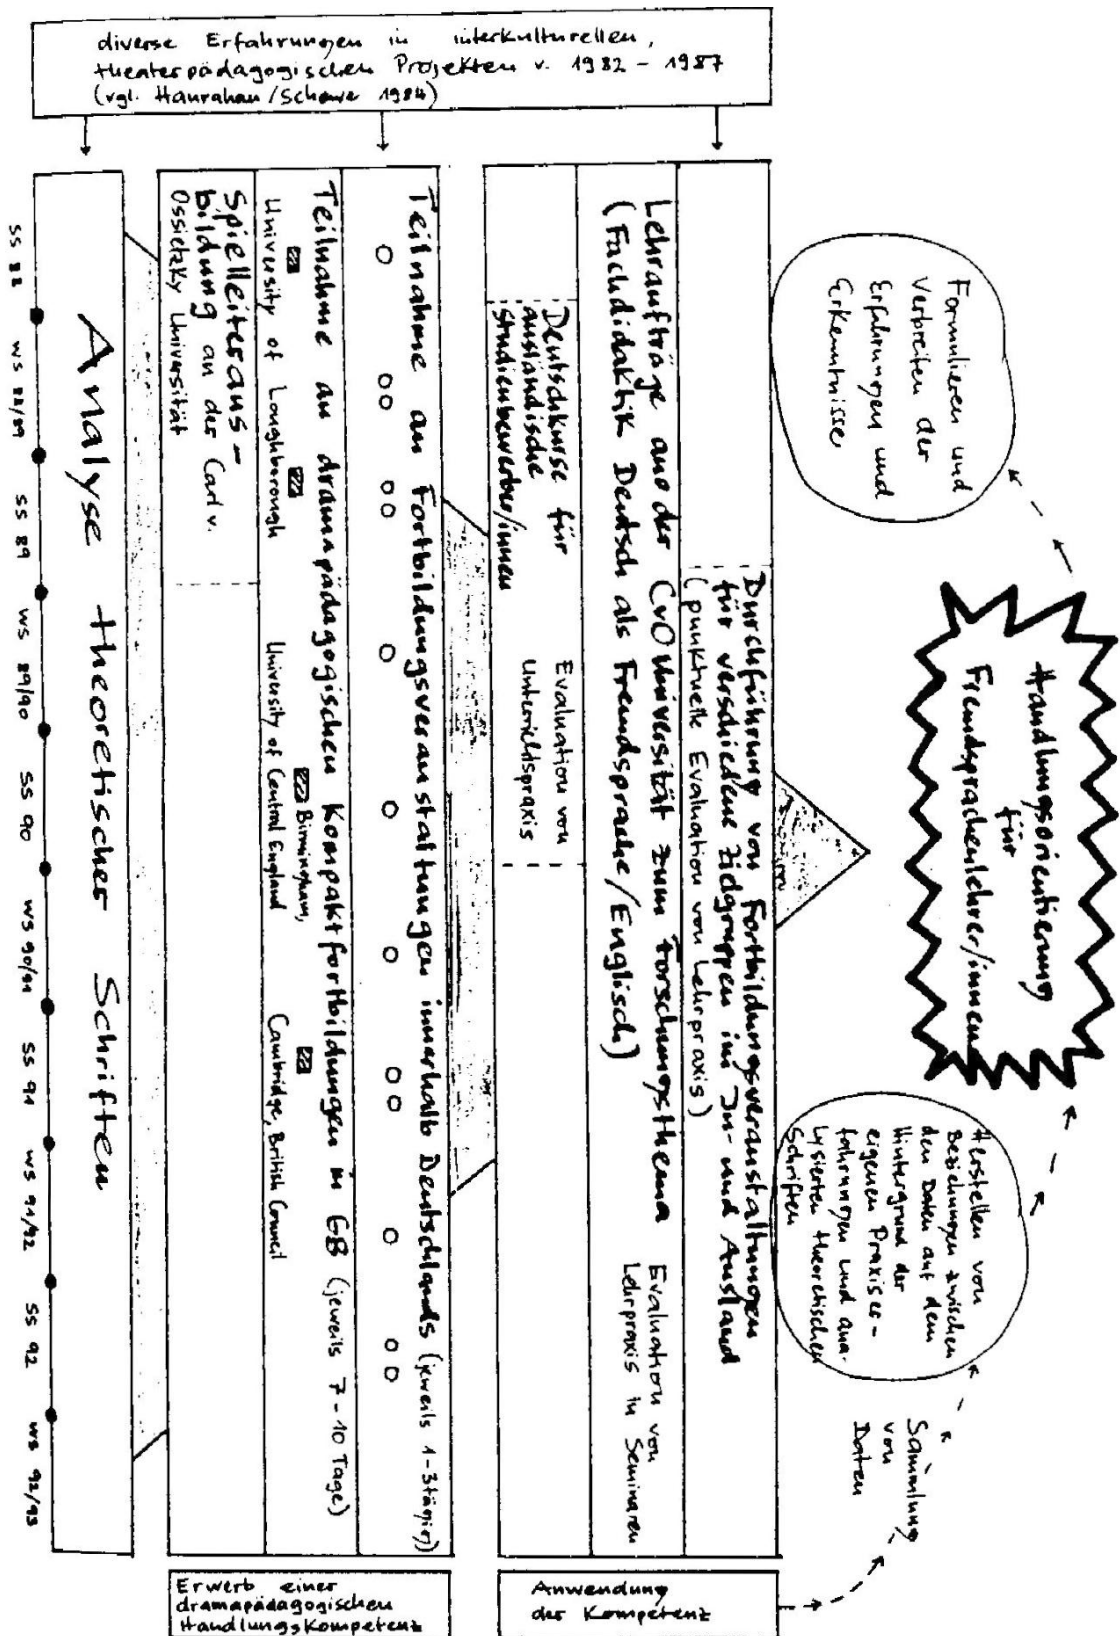 diverse Erfahrungen in interkulturellen,
theaterpädagogischen Projekten v. 1982 - 1987
(vgl. Hanrahan/Schewe 1984)
Handlungsorientierung
für
Fremdsprachenlehrer/innen
Formulieren und
Verbreiten der
Erfahrungen und
Erkenntnisse
Herstellen von
Beziehungen zwischen
den Daten auf dem
Hintergrund der
eigenen Praxiser-
fahrungen und ana-
lysierten theoretischen
Schriften
Sammlung
von
Daten
Durchführung von Fortbildungsveranstaltungen
für verschiedene Zielgruppen im In- und Ausland
(punktuelle Evaluation von Lehrpraxis)
Lehraufträge an der CvO Universität zum Forschungsthema
(Fachdidaktik Deutsch als Fremdsprache/Englisch)
Evaluation von
Lehrpraxis in Seminaren
Deutschkurse für
ausländische
Studienbewerber/innen
Evaluation von
Unterrichtspraxis
Anwendung
der Kompetenz
Teilnahme an Fortbildungsveranstaltungen innerhalb Deutschlands (jeweils 1-3tägig)
Teilnahme an dramapädagogischen Kompaktfortbildungen in GB (jeweils 7-10 Tage)
University of Loughborough
Birmingham,
University of Central England
Cambridge, British Council
Spielleiteraus-
bildung an der Carl v.
Ossietzky Universität
Erwerb einer
dramapädagogischen
Handlungskompetenz
Analyse theoretischer Schriften
SS 88 WS 88/89 SS 89 WS 89/90 SS 90 WS 90/91 SS 91 WS 91/92 SS 92 WS 92/93